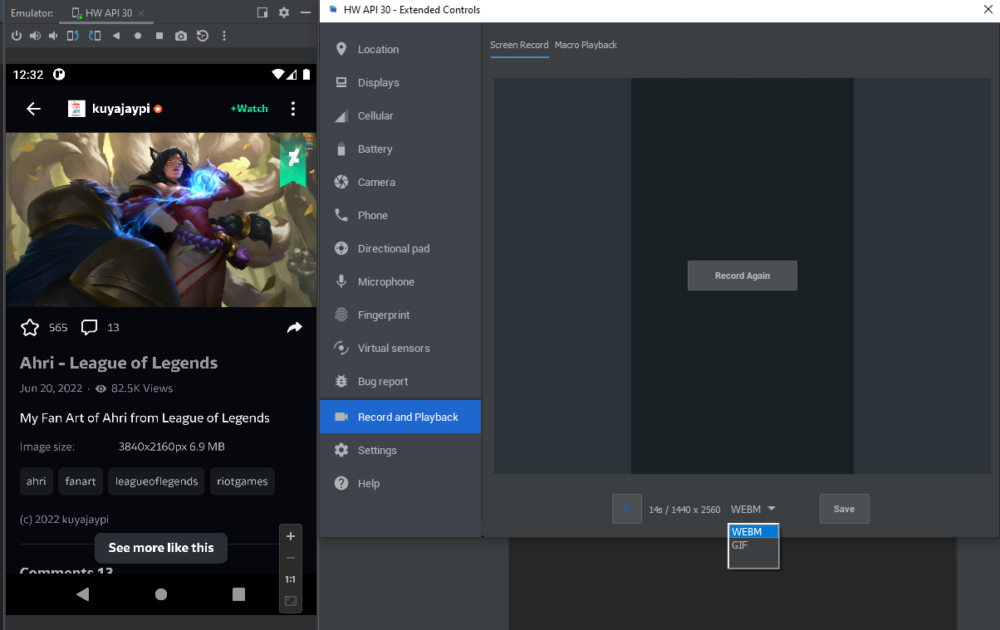 Emulator:
HW API 30
12:32
kuyajaypi
+Watch
565
13
Ahri - League of Legends
Jun 20, 2022 · 82.5K Views
My Fan Art of Ahri from League of Legends
Image size:
3840x2160px 6.9 MB
ahri
fanart
leagueoflegends
riotgames
(c) 2022 kuyajaypi
See more like this
Comments 13
1:1
HW API 30 - Extended Controls
Location
Displays
Cellular
Battery
Camera
Phone
Directional pad
Microphone
Fingerprint
Virtual sensors
Bug report
Record and Playback
Settings
Help
Screen Record
Macro Playback
Record Again
14s / 1440 x 2560
WEBM
Save
WEBM
GIF